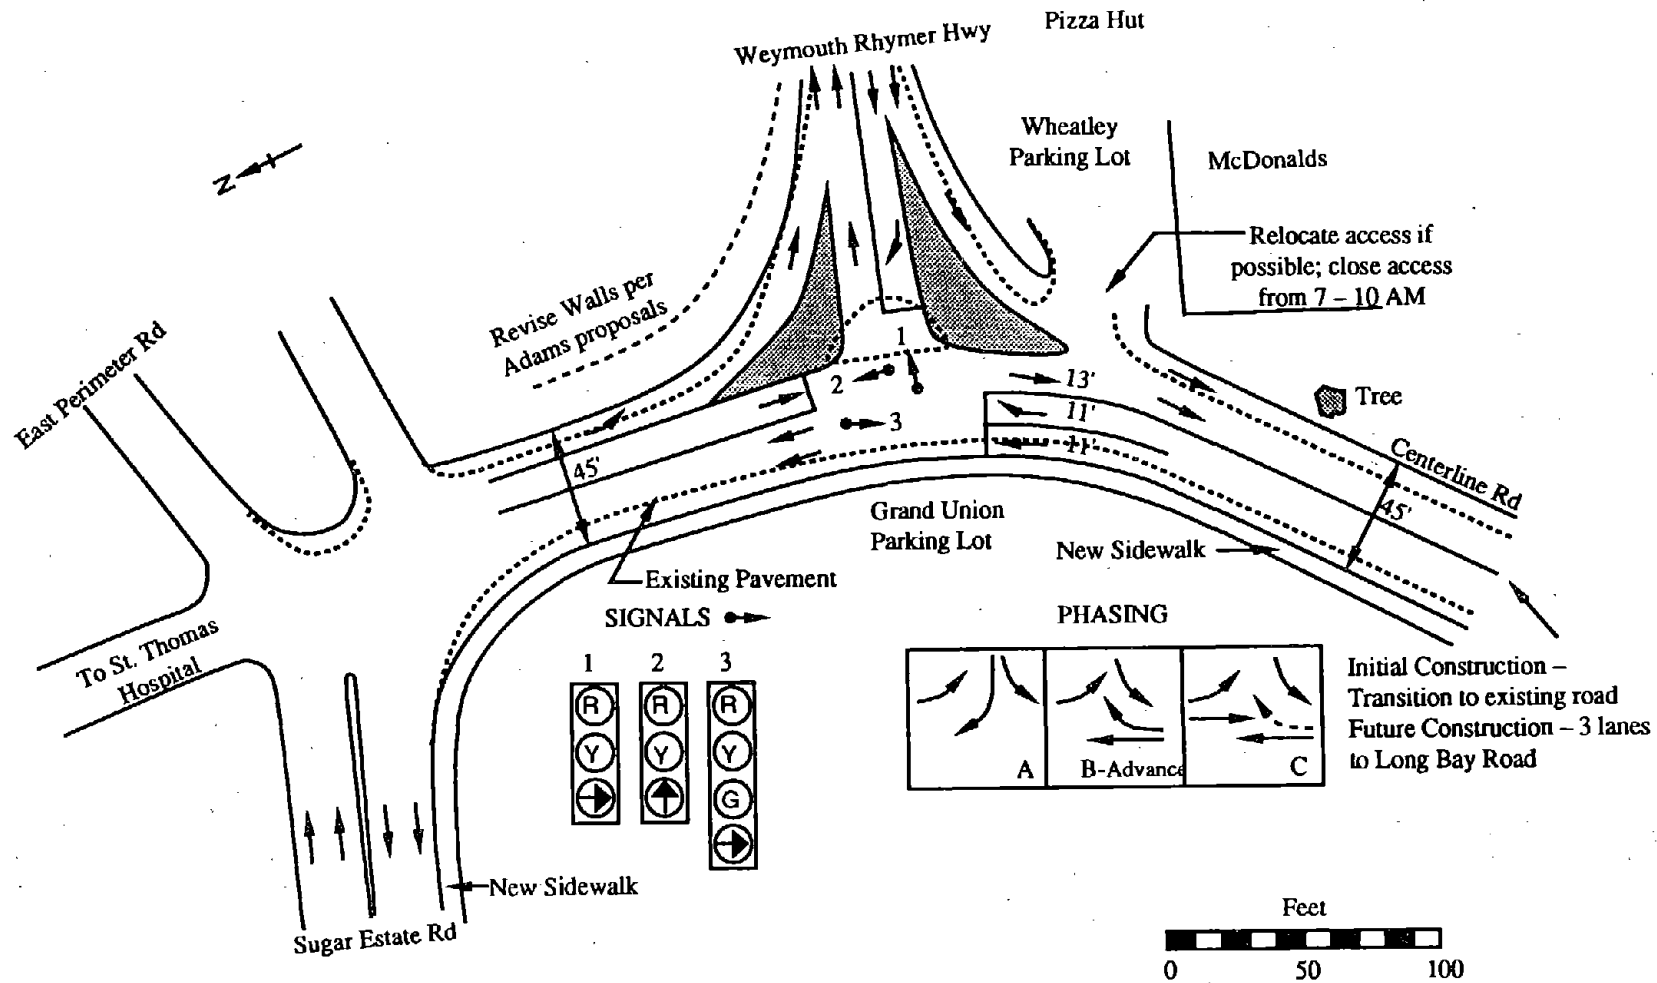 Weymouth Rhymer Hwy
Pizza Hut
Wheatley
Parking Lot
McDonalds
N
Relocate access if
possible; close access
from 7 – 10 AM
Revise Walls per
Adams proposals
East Perimeter Rd
1
2
3
13'
11'
11'
Tree
Centerline Rd
45'
45'
Grand Union
Parking Lot
New Sidewalk
Existing Pavement
SIGNALS
PHASING
To St. Thomas
Hospital
1 2 3
R R R
Y Y Y
G
A B-Advance C
Initial Construction –
Transition to existing road
Future Construction – 3 lanes
to Long Bay Road
New Sidewalk
Sugar Estate Rd
Feet
0 50 100